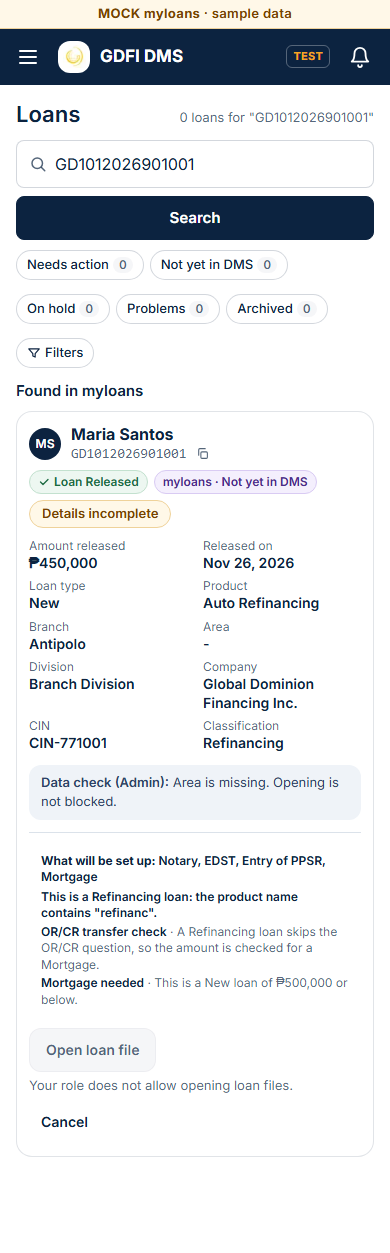 MOCK myloans · sample data
GDFI DMS
TEST
Loans
0 loans for "GD1012026901001"
GD1012026901001
Search
Needs action 0
Not yet in DMS 0
On hold 0
Problems 0
Archived 0
Filters
Found in myloans
MS
Maria Santos
GD1012026901001
Loan Released
myloans · Not yet in DMS
Details incomplete
Amount released
₱450,000
Released on
Nov 26, 2026
Loan type
New
Product
Auto Refinancing
Branch
Antipolo
Area
-
Division
Branch Division
Company
Global Dominion
Financing Inc.
CIN
CIN-771001
Classification
Refinancing
Data check (Admin): Area is missing. Opening is
not blocked.
What will be set up: Notary, EDST, Entry of PPSR,
Mortgage
This is a Refinancing loan: the product name
contains "refinanc".
OR/CR transfer check · A Refinancing loan skips the
OR/CR question, so the amount is checked for a
Mortgage.
Mortgage needed · This is a New loan of ₱500,000 or
below.
Open loan file
Your role does not allow opening loan files.
Cancel